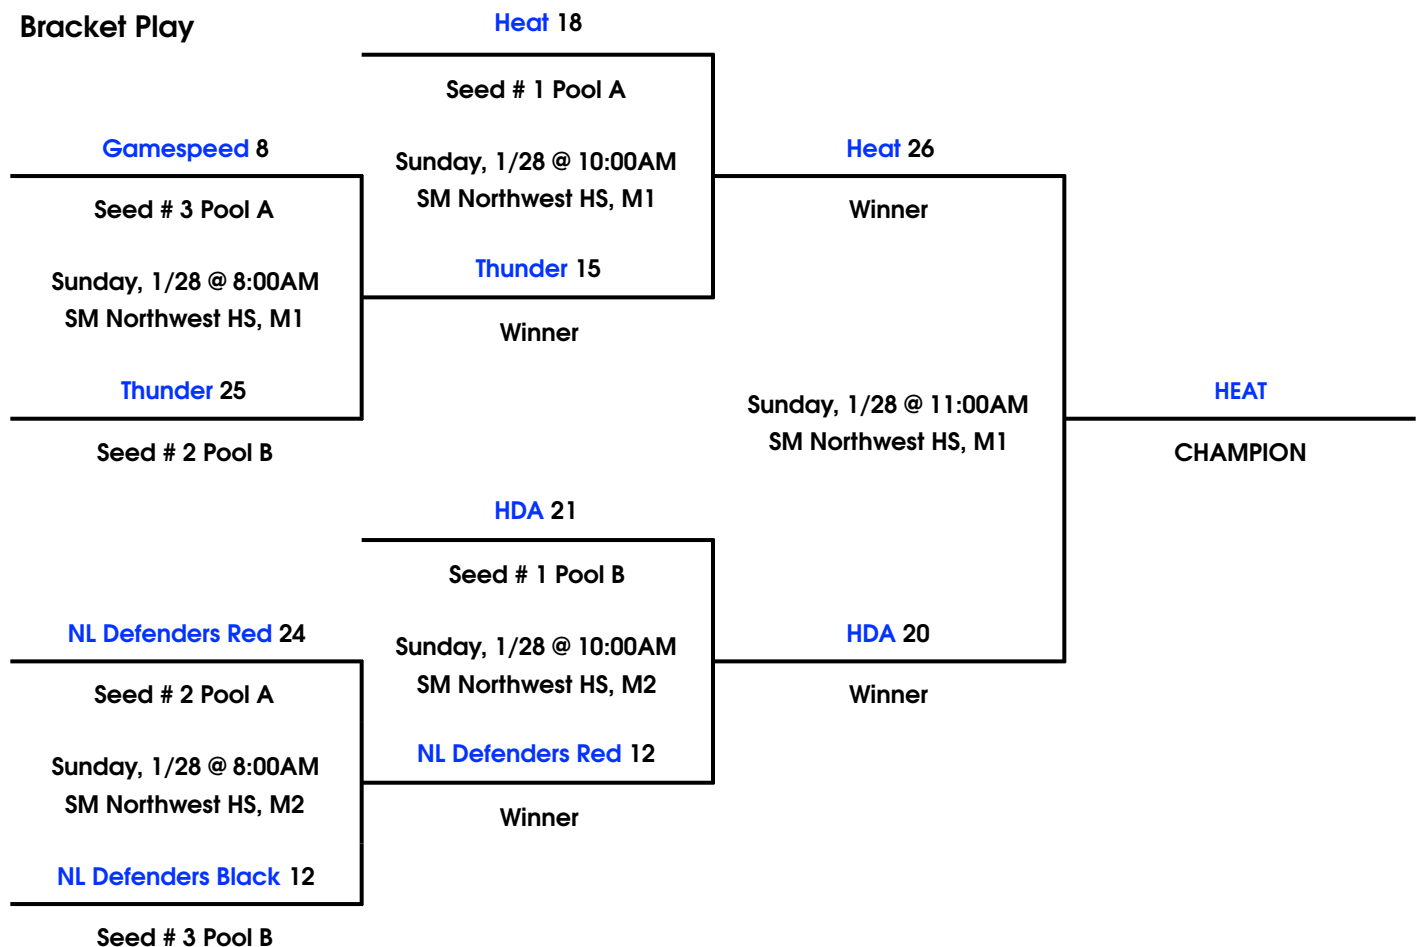 Bracket Play
Heat 18
Seed # 1 Pool A
Gamespeed 8
Sunday, 1/28 @ 10:00AM
SM Northwest HS, M1
Heat 26
Seed # 3 Pool A
Winner
Sunday, 1/28 @ 8:00AM
SM Northwest HS, M1
Thunder 15
Winner
Thunder 25
Sunday, 1/28 @ 11:00AM
SM Northwest HS, M1
HEAT
Seed # 2 Pool B
CHAMPION
HDA 21
Seed # 1 Pool B
NL Defenders Red 24
Sunday, 1/28 @ 10:00AM
SM Northwest HS, M2
HDA 20
Seed # 2 Pool A
Winner
Sunday, 1/28 @ 8:00AM
SM Northwest HS, M2
NL Defenders Red 12
Winner
NL Defenders Black 12
Seed # 3 Pool B